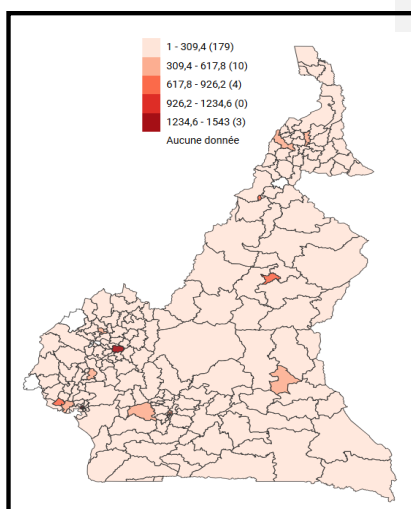 1 - 309,4 (179)
309,4 - 617,8 (10)
617,8 - 926,2 (4)
926,2 - 1234,6 (0)
1234,6 - 1543 (3)
Aucune donnée